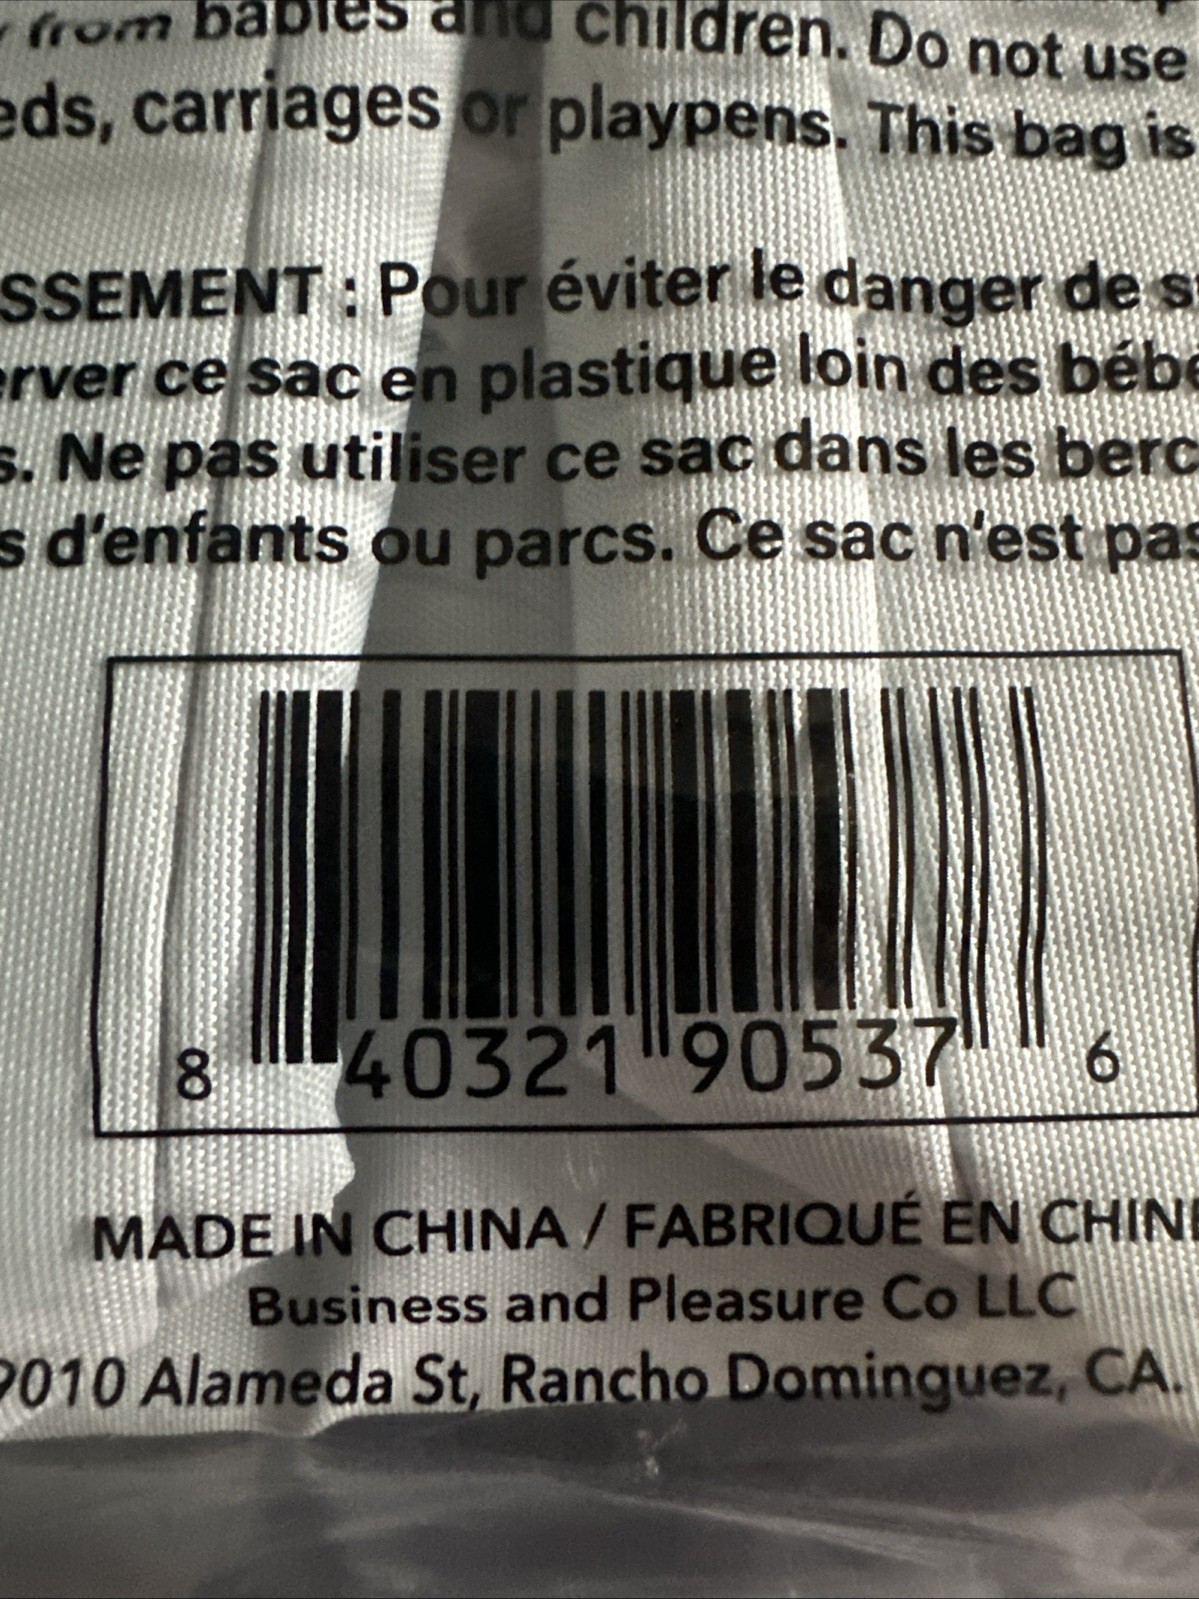 from babies and children. Do not use
eds, carriages or playpens. This bag is
SSEMENT : Pour éviter le danger de s
erver ce sac en plastique loin des bébé
s. Ne pas utiliser ce sac dans les berc
s d'enfants ou parcs. Ce sac n'est pas
8 40321 90537 6
MADE IN CHINA / FABRIQUÉ EN CHIN
Business and Pleasure Co LLC
9010 Alameda St, Rancho Dominguez, CA.